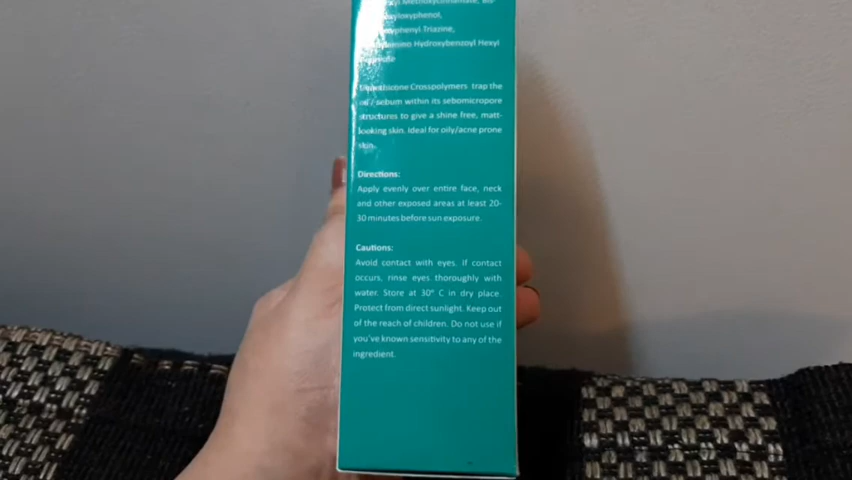 Methoxycinnamate, Bis-
Triazine,
Hydroxybenzoyl Hexyl
Dimethicone Crosspolymers trap the
oil / sebum within its sebomicropore
structures to give a shine free, matt-
looking skin. Ideal for oily/acne prone
skin.
Directions:
Apply evenly over entire face, neck
and other exposed areas at least 20-
30 minutes before sun exposure.
Cautions:
Avoid contact with eyes. If contact
occurs, rinse eyes thoroughly with
water. Store at 30° C in dry place.
Protect from direct sunlight. Keep out
of the reach of children. Do not use if
you've known sensitivity to any of the
ingredient.